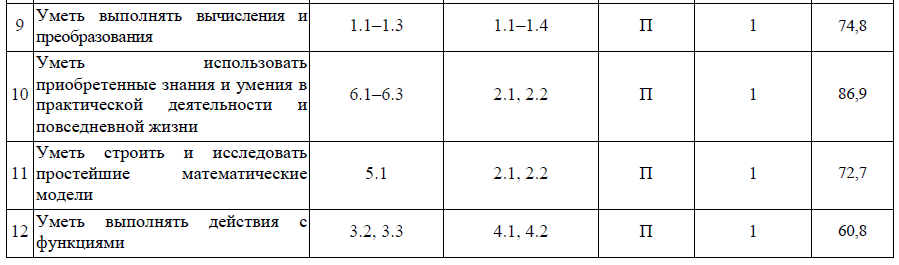 9 Уметь выполнять вычисления и преобразования 1.1–1.3 1.1–1.4 П 1 74,8
10 Уметь использовать приобретенные знания и умения в практической деятельности и повседневной жизни 6.1–6.3 2.1, 2.2 П 1 86,9
11 Уметь строить и исследовать простейшие математические модели 5.1 2.1, 2.2 П 1 72,7
12 Уметь выполнять действия с функциями 3.2, 3.3 4.1, 4.2 П 1 60,8